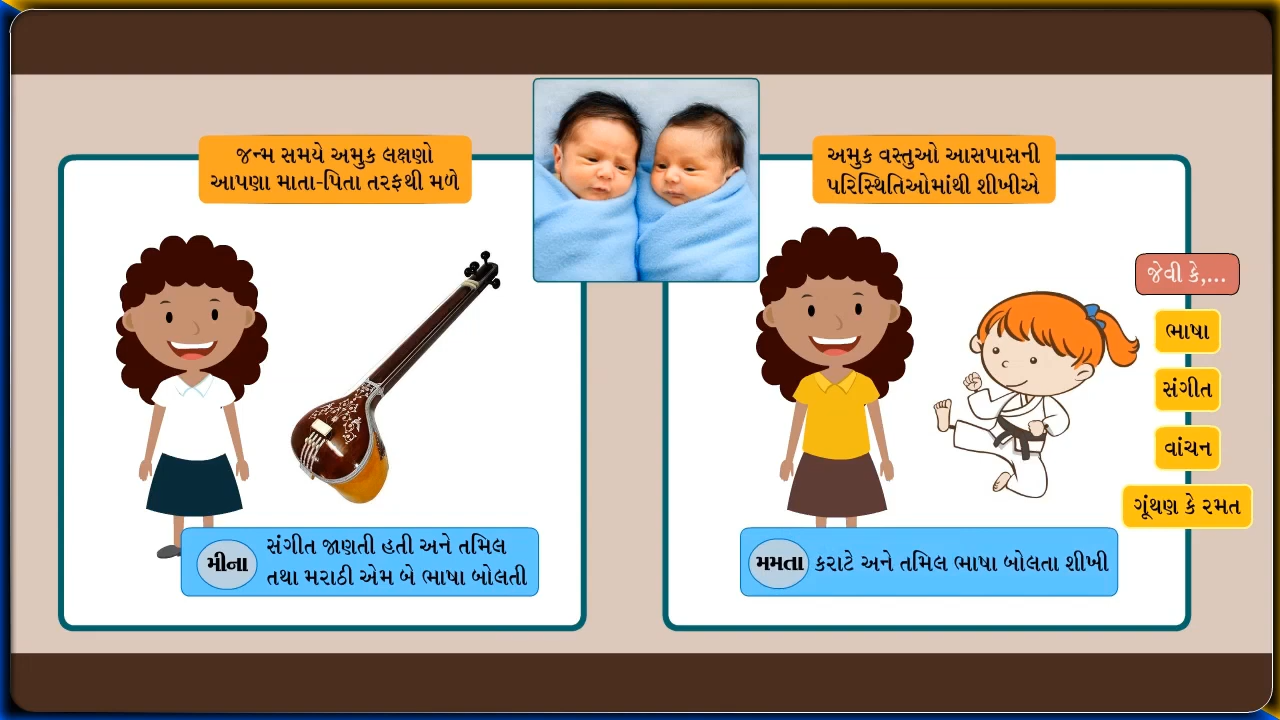 જન્મ સમયે અમુક લક્ષણો
આપણા માતા-પિતા તરફથી મળે
મીના
સંગીત જાણતી હતી અને તમિલ
તથા મરાઠી એમ બે ભાષા બોલતી
અમુક વસ્તુઓ આસપાસની
પરિસ્થિતિઓમાંથી શીખીએ
મમતા કરાટે અને તમિલ ભાષા બોલતા શીખી
જેવી કે,...
ભાષા
સંગીત
વાંચન
ગૂંથણ કે રમત